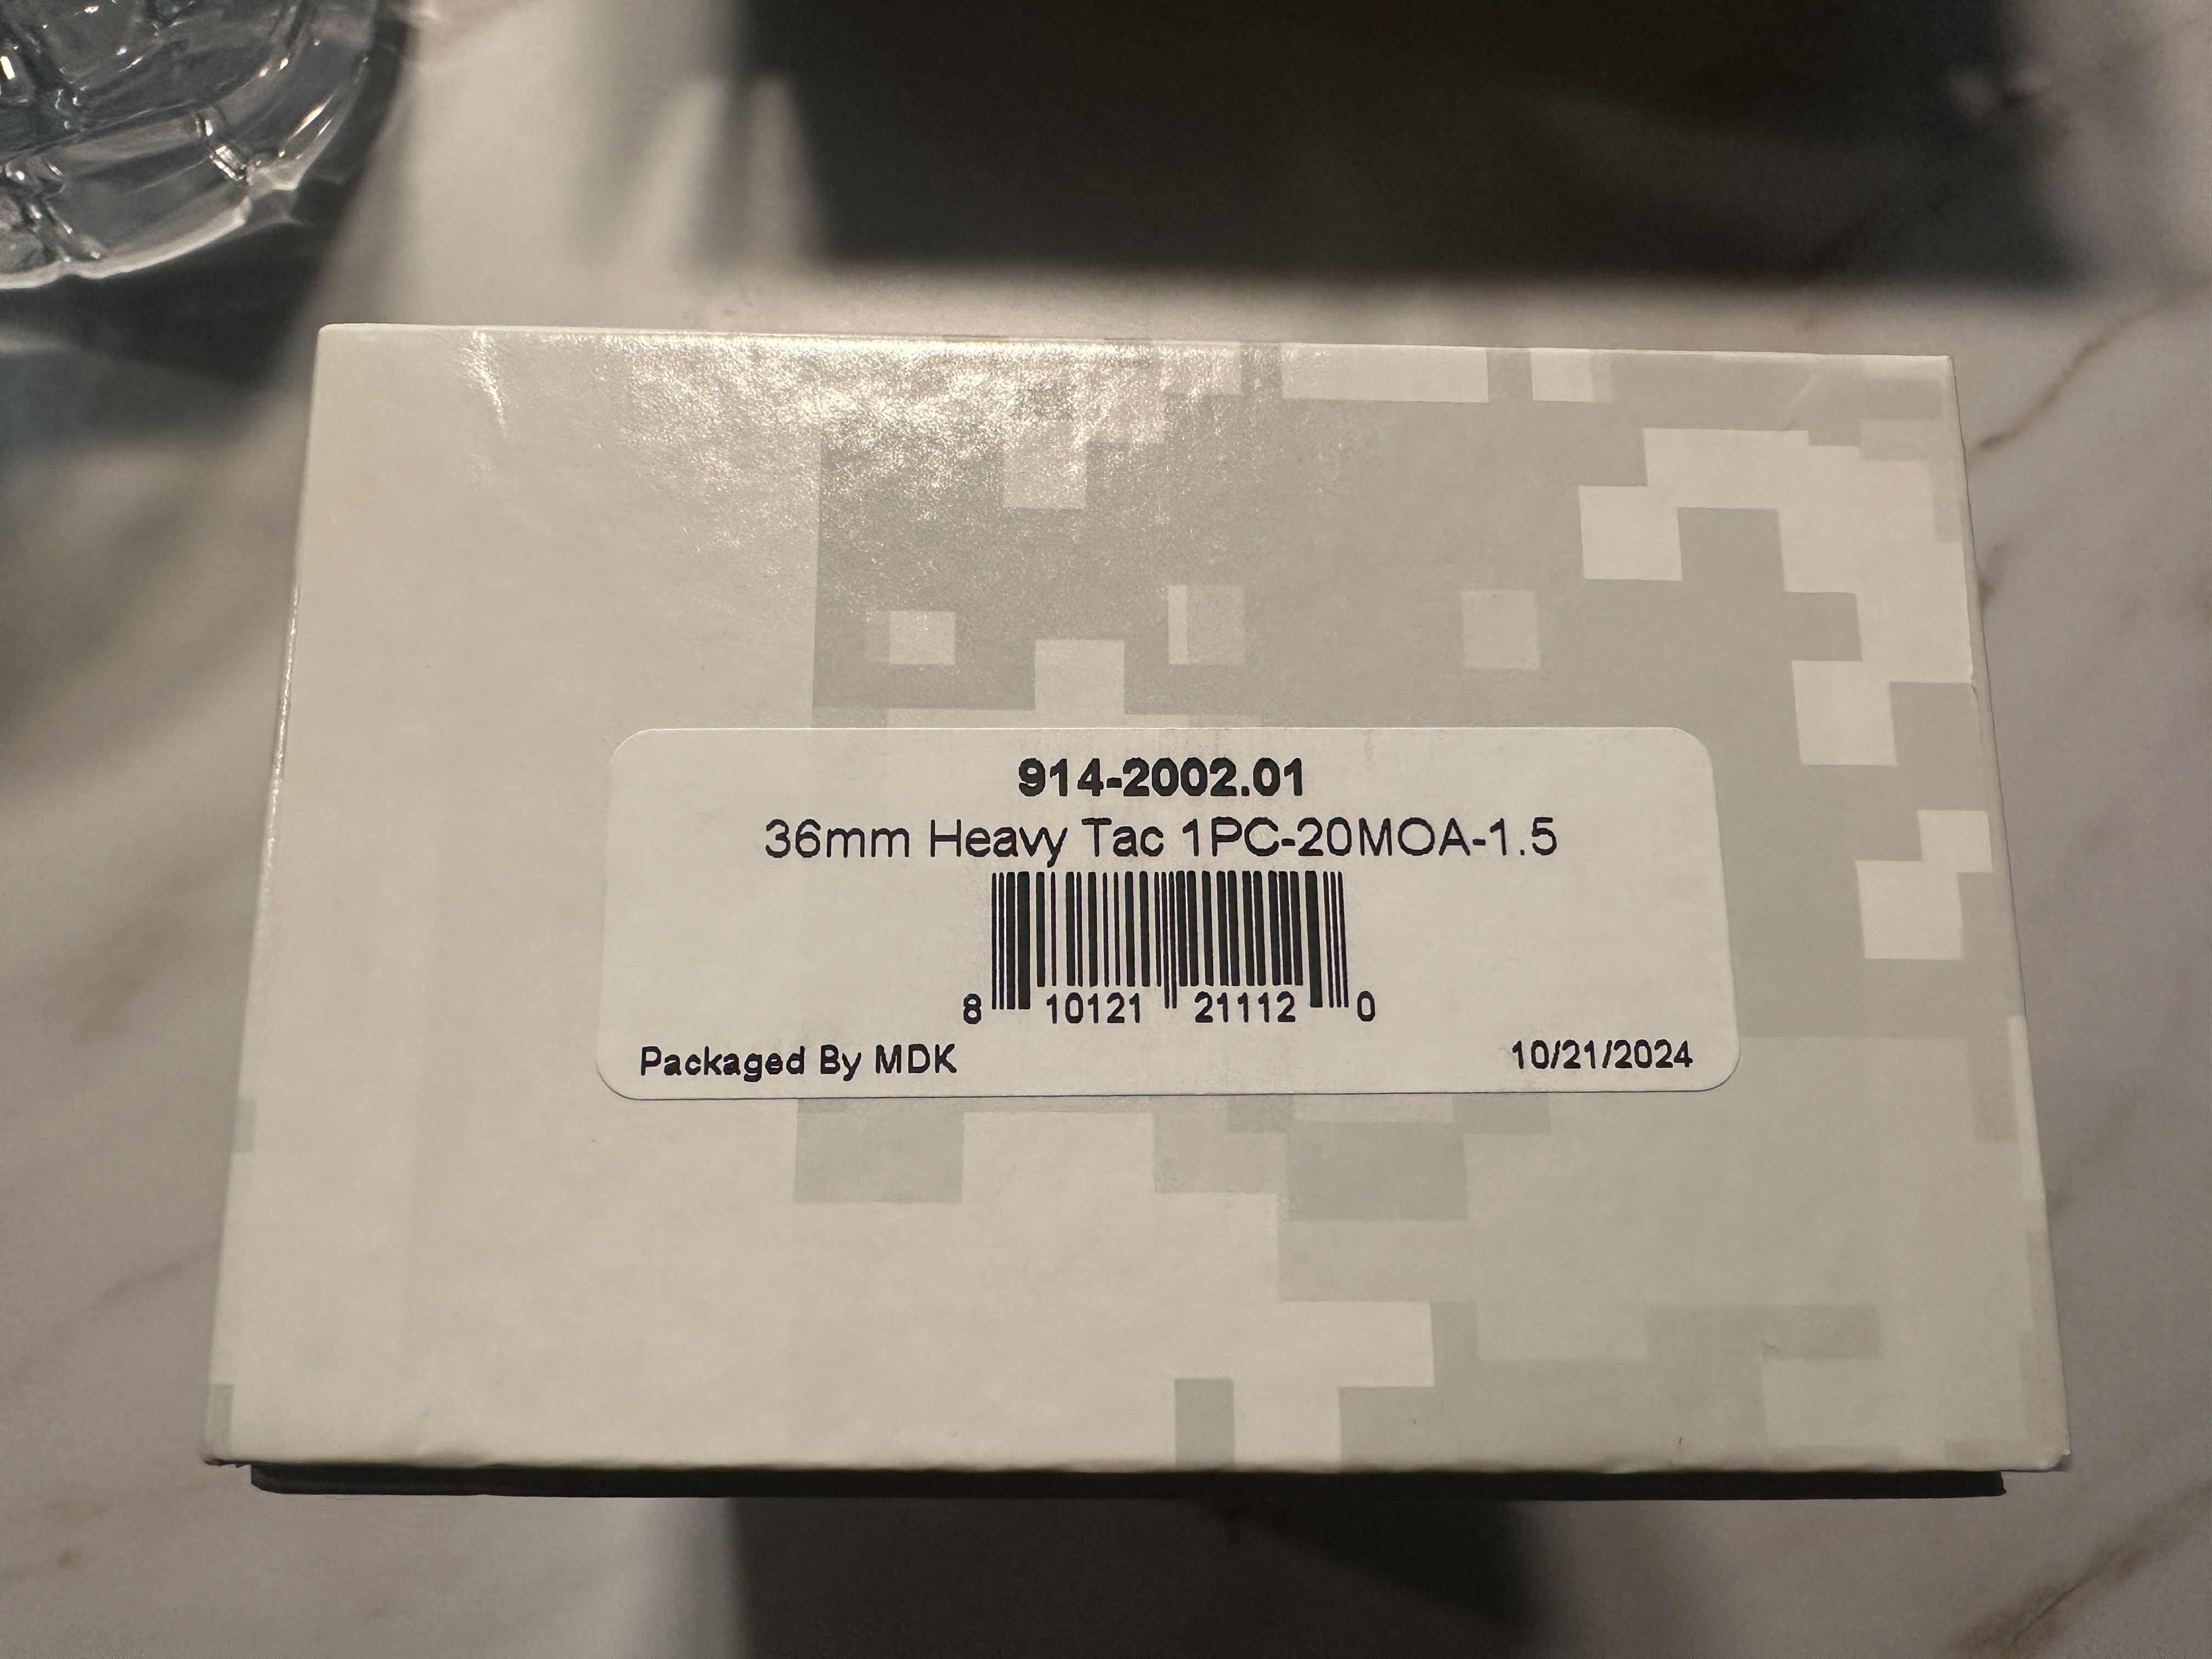 914-2002.01
36mm Heavy Tac 1PC-20MOA-1.5
8 10121 21112 0
Packaged By MDK 10/21/2024